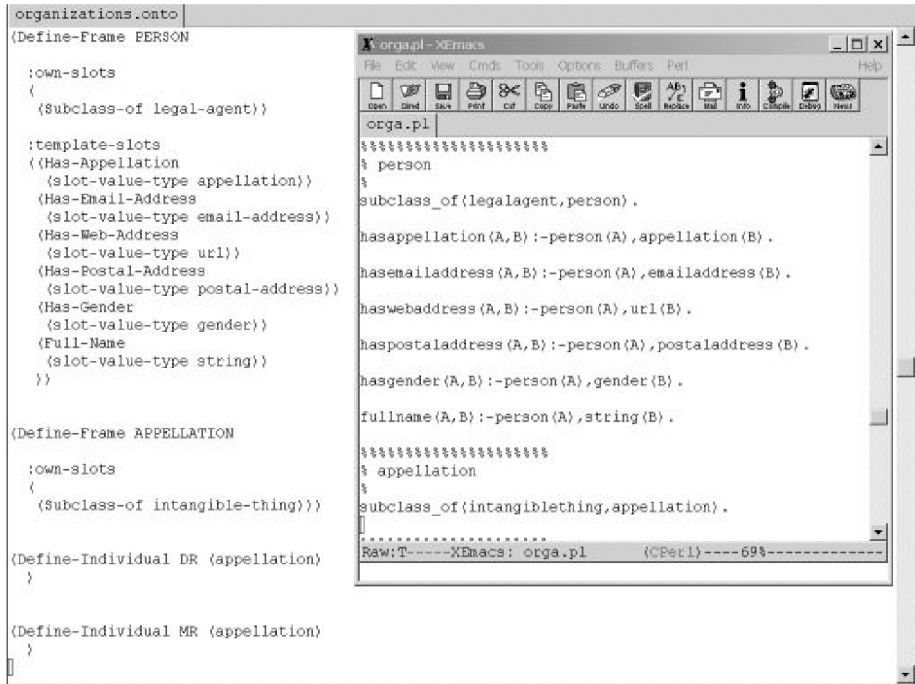 organizations.onto
(Define-Frame PERSON
:own-slots
(
(Subclass-of legal-agent))
:template-slots
((Has-Appellation
(slot-value-type appellation))
(Has-Email-Address
(slot-value-type email-address))
(Has-Web-Address
(slot-value-type url))
(Has-Postal-Address
(slot-value-type postal-address))
(Has-Gender
(slot-value-type gender))
(Full-Name
(slot-value-type string))
))
(Define-Frame APPELLATION
:own-slots
(
(Subclass-of intangible-thing)))
(Define-Individual DR (appellation)
)
(Define-Individual MR (appellation)
)
orga.pl - XEmacs
File Edit View Cmds Tools Options Buffers Perl Help
Open Dired Save Print Cut Copy Paste Undo Spell Replace Mail Info Compile Debug News
orga.pl
%%%%%%%%%%%%%%%%%%%%%
% person
%
subclass_of(legalagent,person).
hasappellation(A,B):-person(A),appellation(B).
hasemailaddress(A,B):-person(A),emailaddress(B).
haswebaddress(A,B):-person(A),url(B).
haspostaladdress(A,B):-person(A),postaladdress(B).
hasgender(A,B):-person(A),gender(B).
fullname(A,B):-person(A),string(B).
%%%%%%%%%%%%%%%%%%%%%
% appellation
%
subclass_of(intangiblething,appellation).
Raw:T-----XEmacs: orga.pl (CPerl)----69%-------------